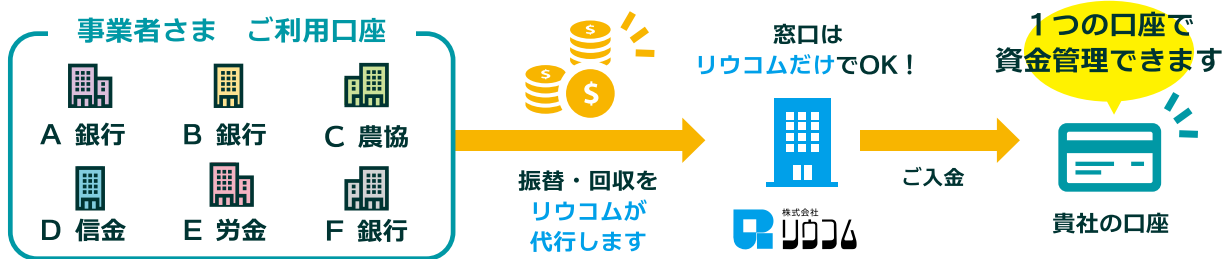 事業者さま　ご利用口座
A 銀行
B 銀行
C 農協
D 信金
E 労金
F 銀行
$
$
$
振替・回収を
リウコムが
代行します
窓口は
リウコムだけでOK！
株式会社
リウコム
ご入金
1つの口座で
資金管理できます
貴社の口座